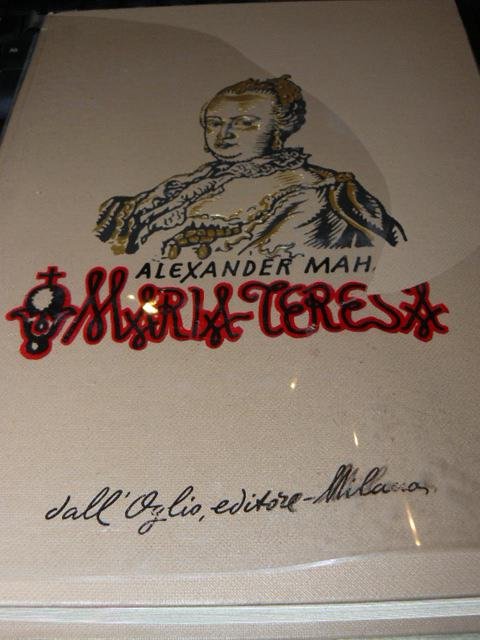 ALEXANDER MAH
MARIA-TERESA
dall'Oglio, editore-Milano